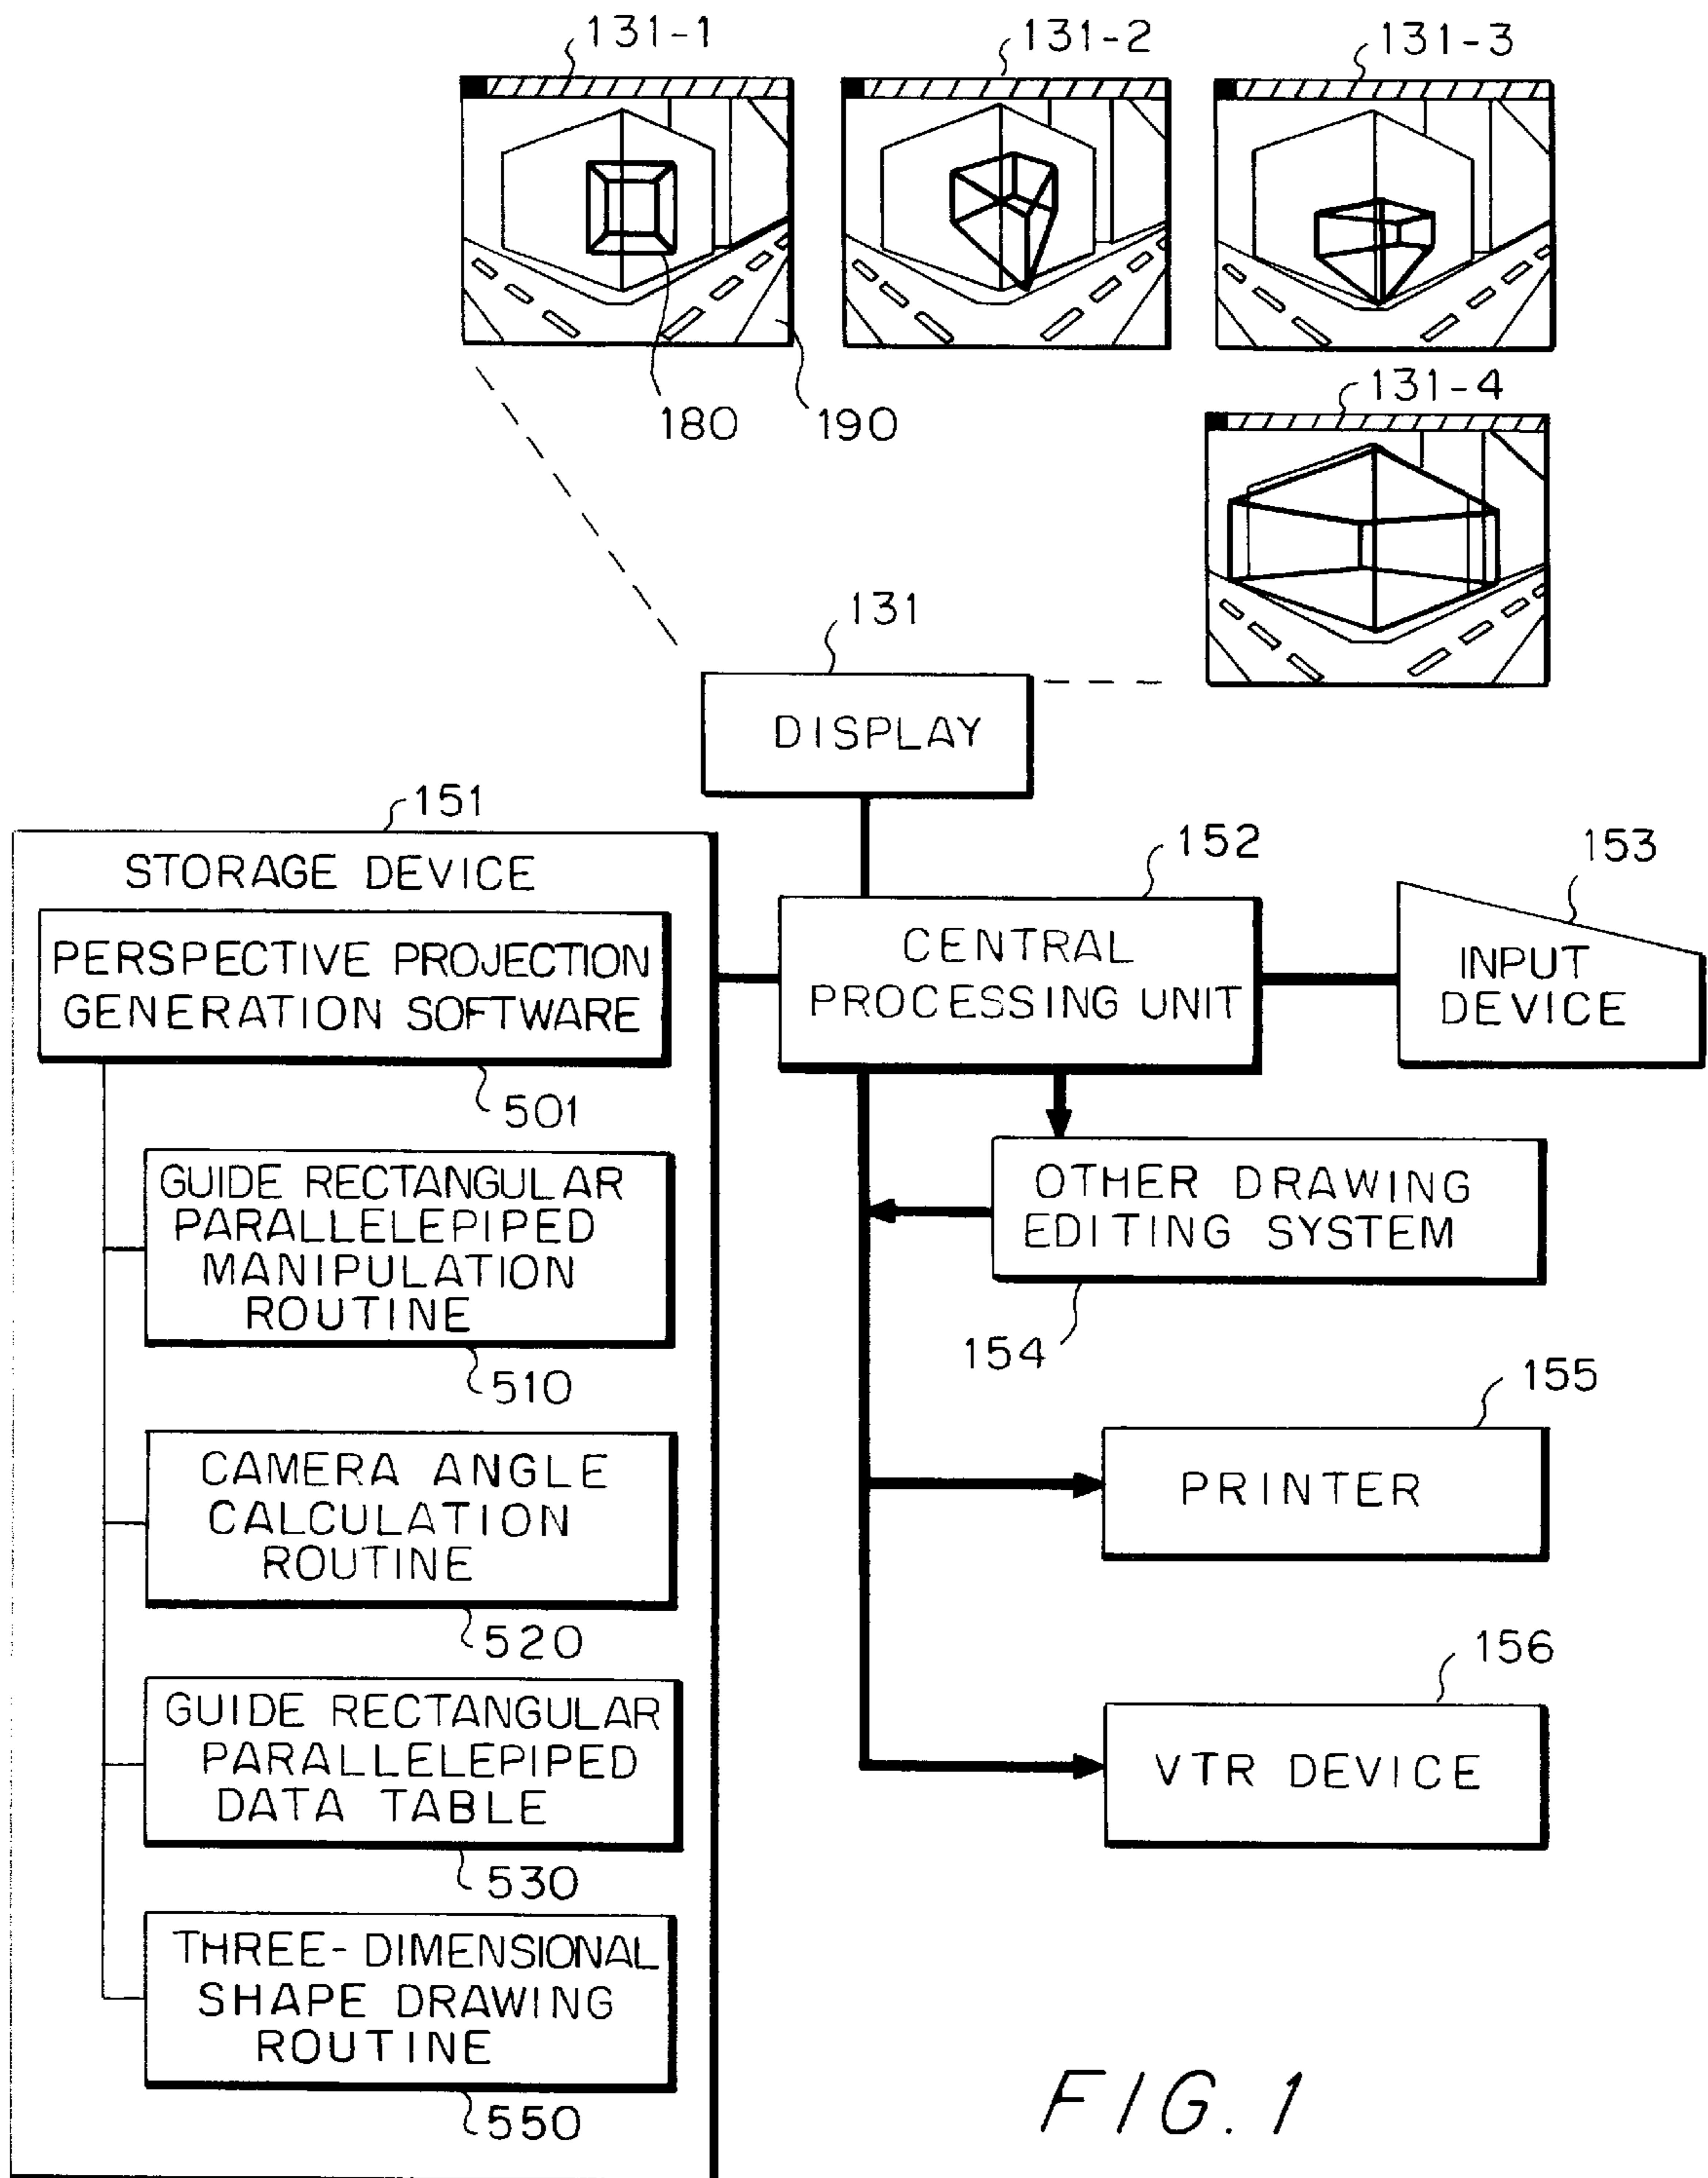 131-1
131-2
131-3
180
190
131-4
131
DISPLAY
151
STORAGE DEVICE
152
153
PERSPECTIVE PROJECTION
GENERATION SOFTWARE
CENTRAL
PROCESSING UNIT
INPUT
DEVICE
501
GUIDE RECTANGULAR
PARALLELEPIPED
MANIPULATION
ROUTINE
OTHER DRAWING
EDITING SYSTEM
154
510
155
CAMERA ANGLE
CALCULATION
ROUTINE
PRINTER
520
156
GUIDE RECTANGULAR
PARALLELEPIPED
DATA TABLE
VTR DEVICE
530
THREE-DIMENSIONAL
SHAPE DRAWING
ROUTINE
550
FIG. 1